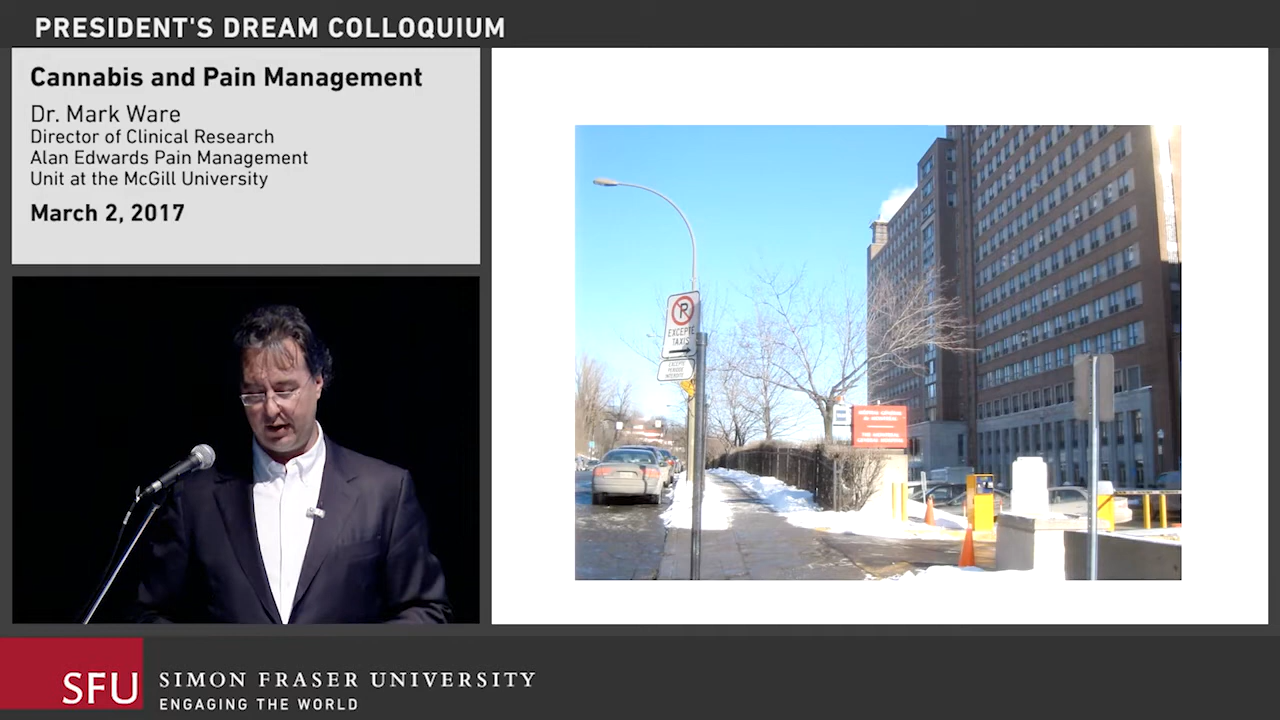 PRESIDENT'S DREAM COLLOQUIUM
Cannabis and Pain Management
Dr. Mark Ware
Director of Clinical Research
Alan Edwards Pain Management
Unit at the McGill University
March 2, 2017
P
EXCEPTÉ
TAXIS
SFU
SIMON FRASER UNIVERSITY
ENGAGING THE WORLD